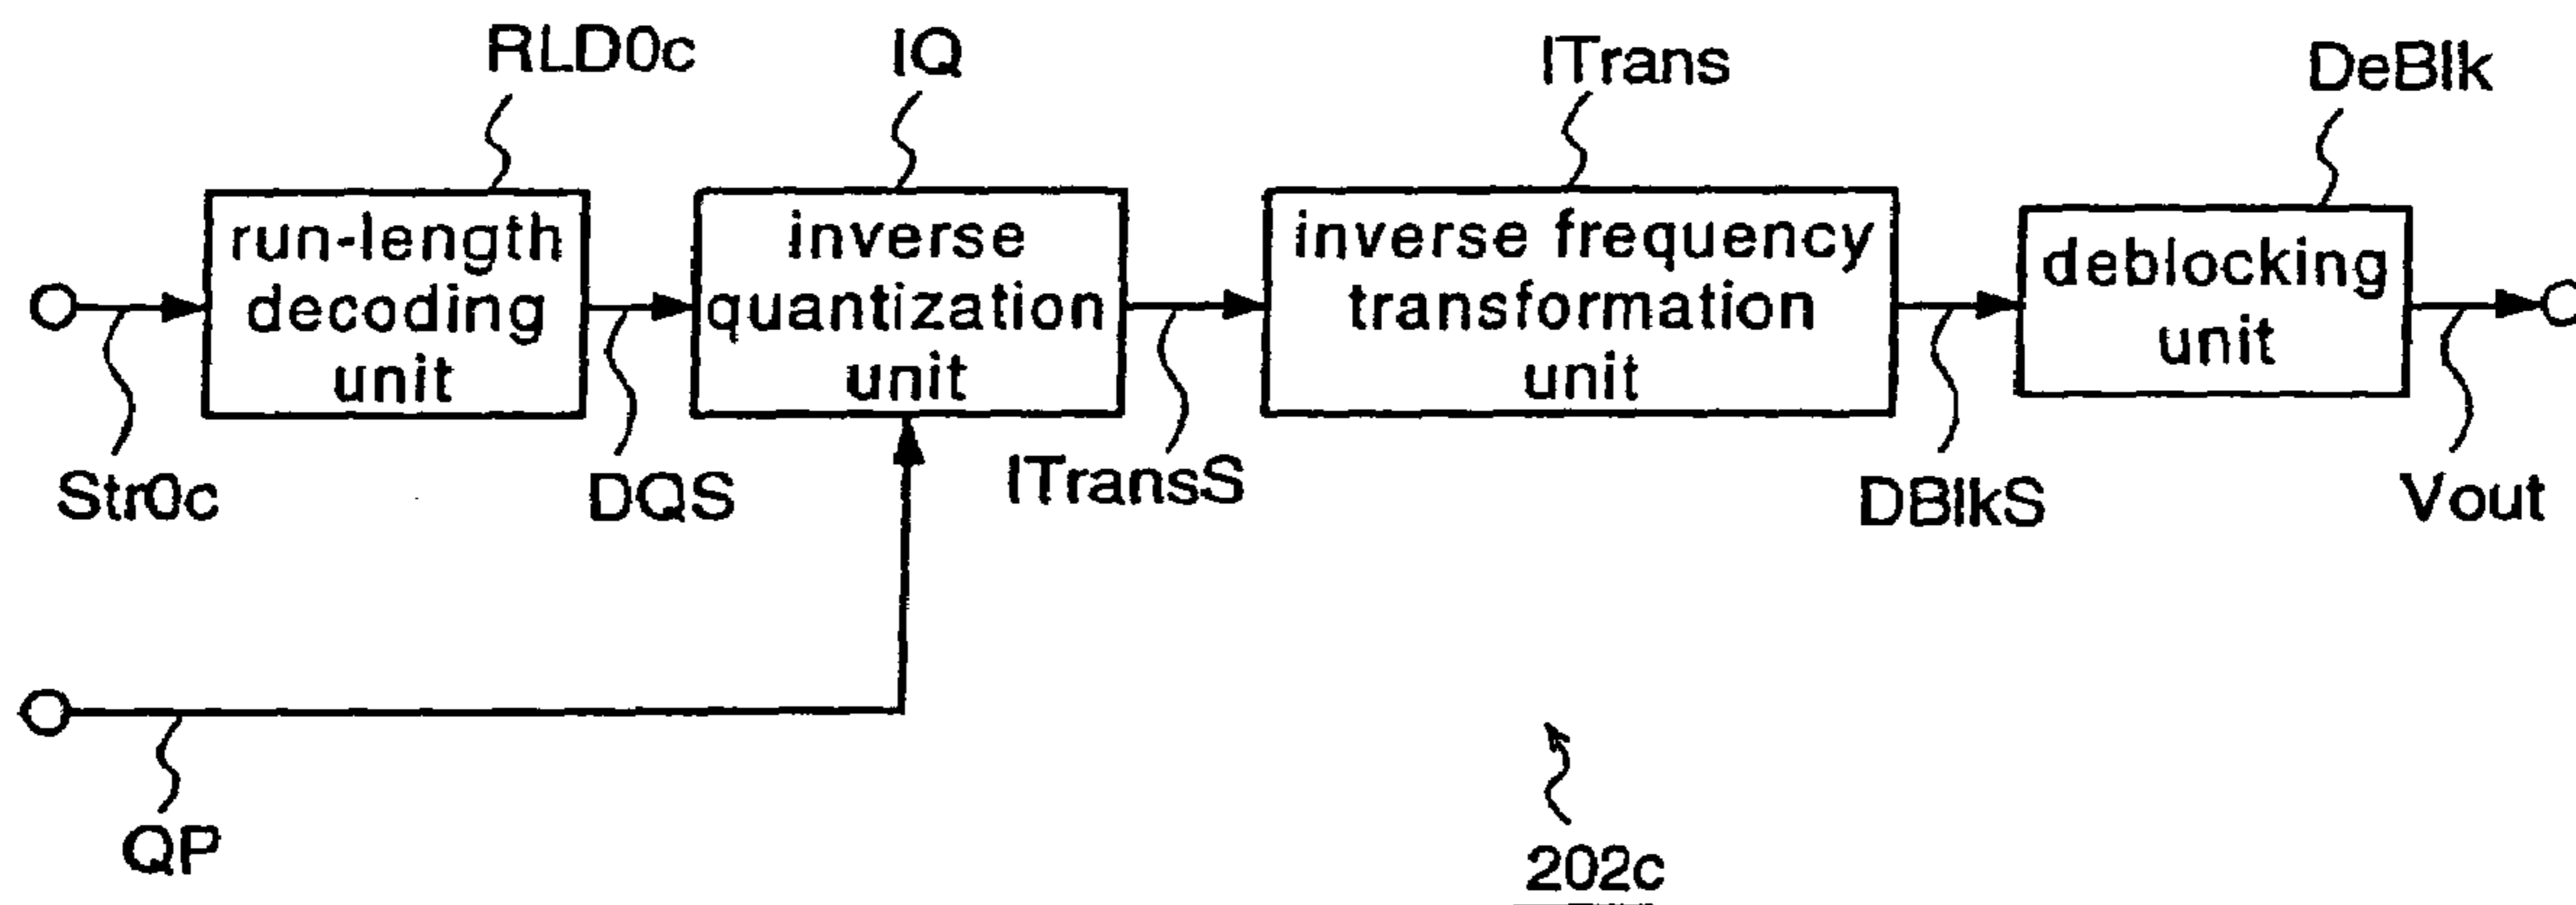 RLD0c
IQ
ITrans
DeBlk
run-length
decoding
unit
inverse
quantization
unit
inverse frequency
transformation
unit
deblocking
unit
Str0c
DQS
ITransS
DBlkS
Vout
QP
202c